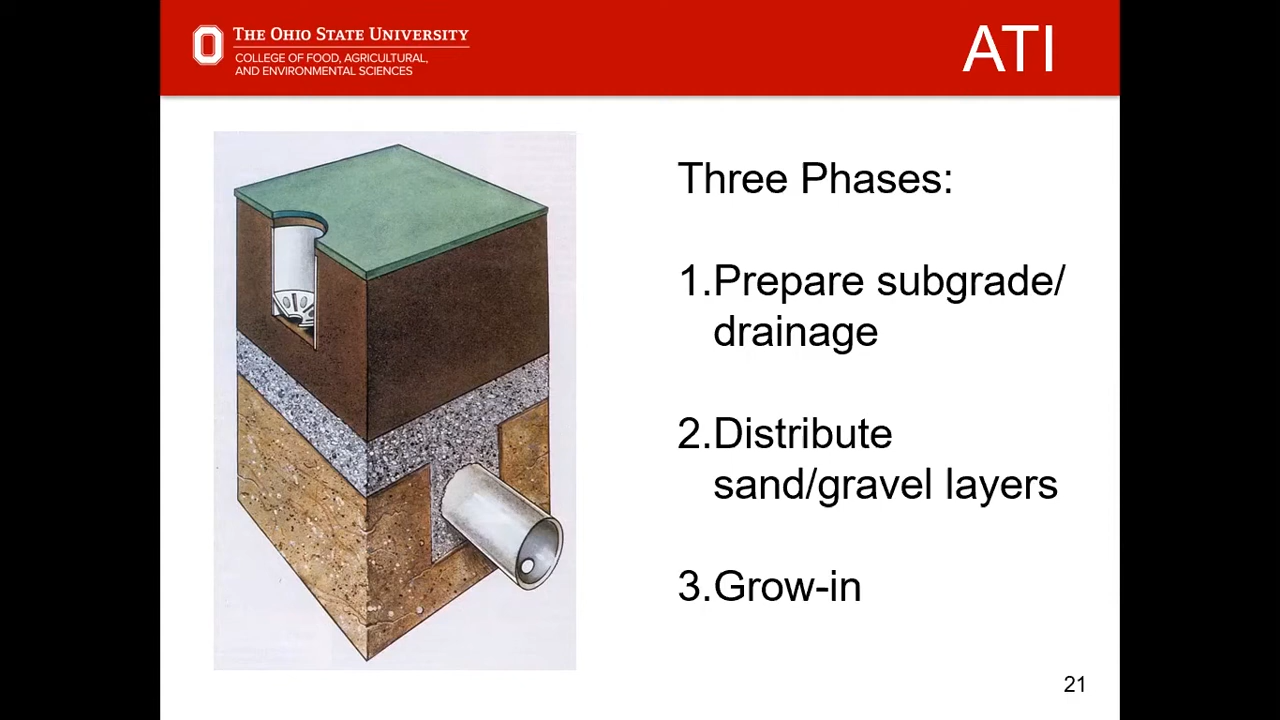 THE OHIO STATE UNIVERSITY
COLLEGE OF FOOD, AGRICULTURAL,
AND ENVIRONMENTAL SCIENCES
ATI
Three Phases:
1.Prepare subgrade/
drainage
2.Distribute
sand/gravel layers
3.Grow-in
21